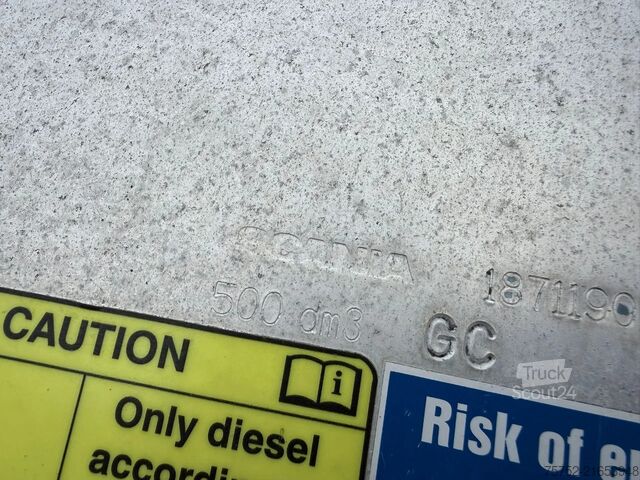 SCANIA
1871190
500 dm3
GC
CAUTION
i
Only diesel
Risk of
Truck
Scout24